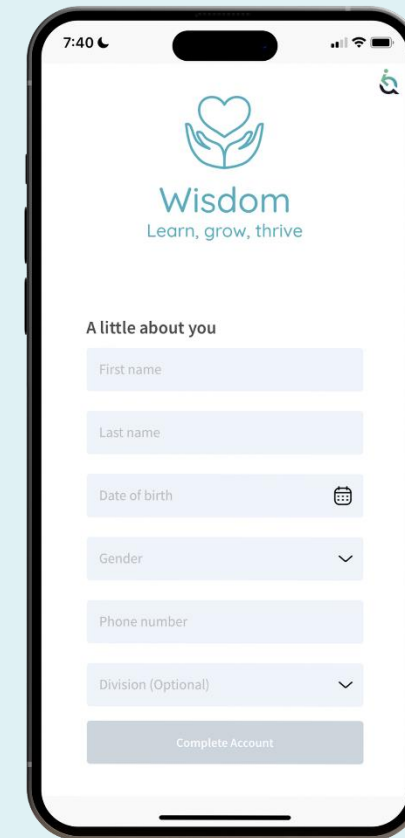 7:40
Wisdom
Learn, grow, thrive
A little about you
First name
Last name
Date of birth
Gender
Phone number
Division (Optional)
Complete Account